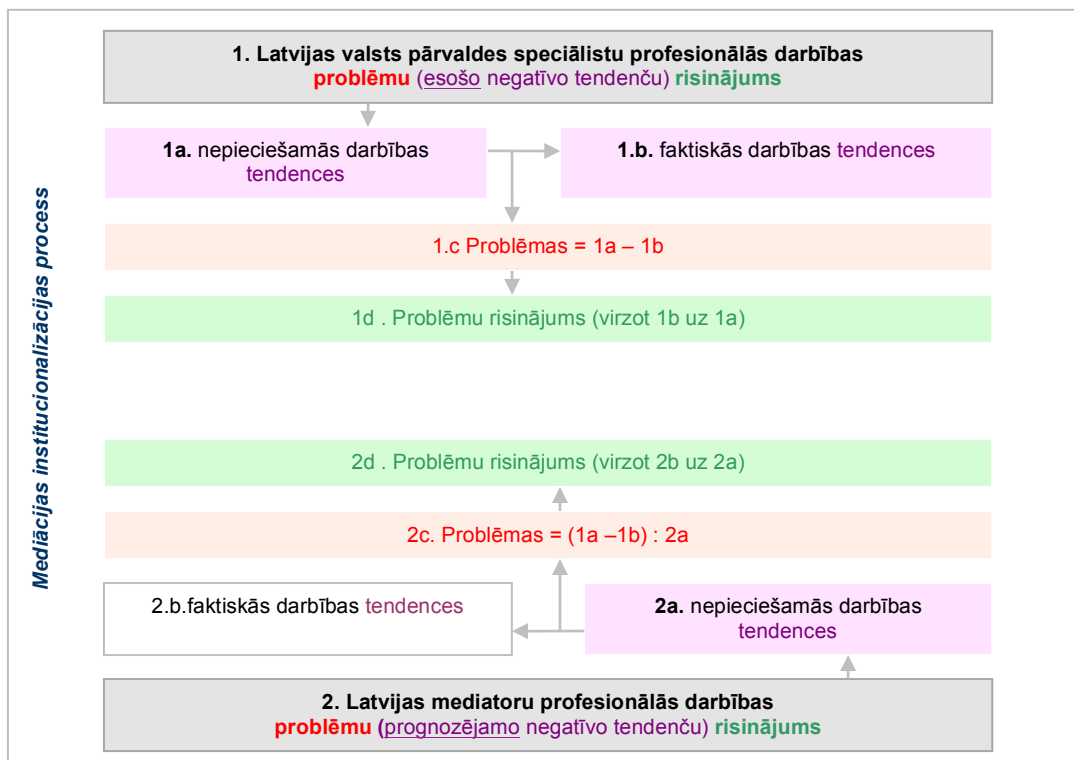 Mediācijas institucionalizācijas process
1. Latvijas valsts pārvaldes speciālistu profesionālās darbības
problēmu (esošo negatīvo tendenču) risinājums
1a. nepieciešamās darbības
tendences
1.b. faktiskās darbības tendences
1.c Problēmas = 1a – 1b
1d . Problēmu risinājums (virzot 1b uz 1a)
2d . Problēmu risinājums (virzot 2b uz 2a)
2c. Problēmas = (1a –1b) : 2a
2.b.faktiskās darbības tendences
2a. nepieciešamās darbības
tendences
2. Latvijas mediatoru profesionālās darbības
problēmu (prognozējamo negatīvo tendenču) risinājums